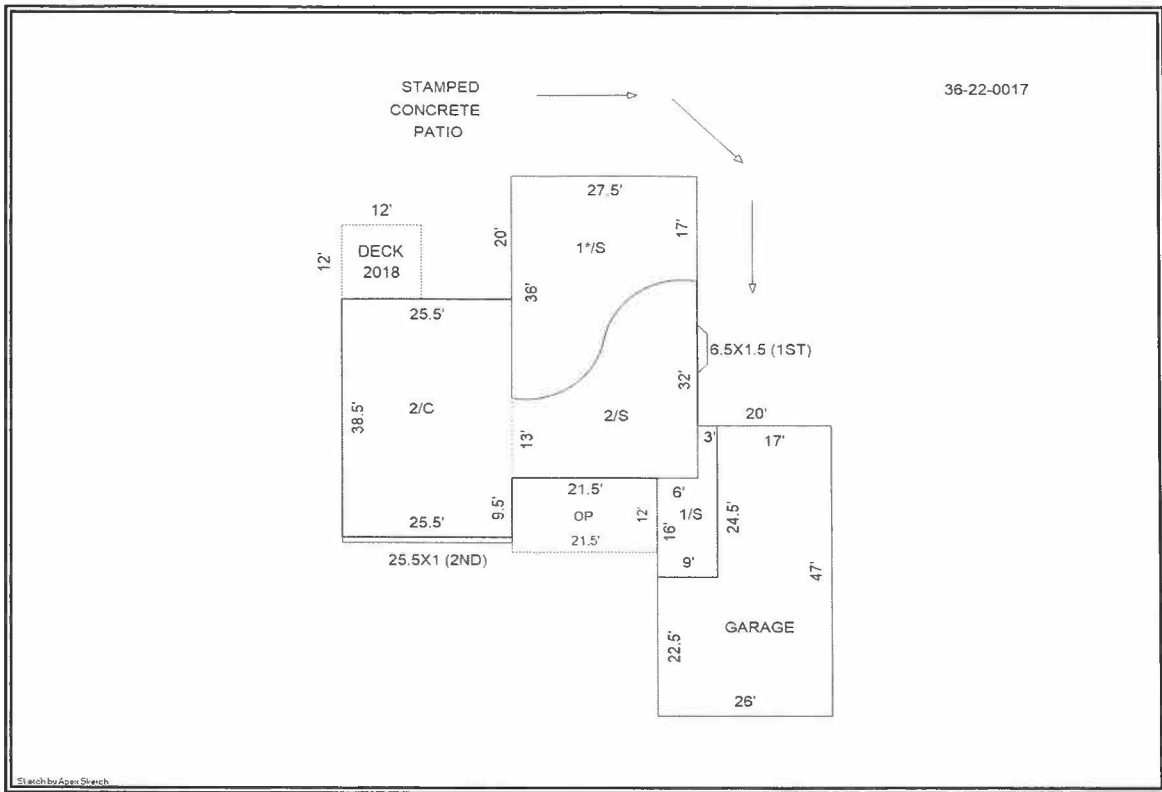 STAMPED
CONCRETE
PATIO
36-22-0017
27.5'
12'
20'
17'
1*/S
12'
DECK
2018
36'
25.5'
6.5X1.5 (1ST)
32'
38.5'
2/C
2/S
20'
13'
3'
17'
21.5'
6'
9.5'
OP
12'
1/S
24.5'
16'
25.5'
21.5'
25.5X1 (2ND)
9'
47'
GARAGE
22.5'
26'
Sketch by Apex Sketch